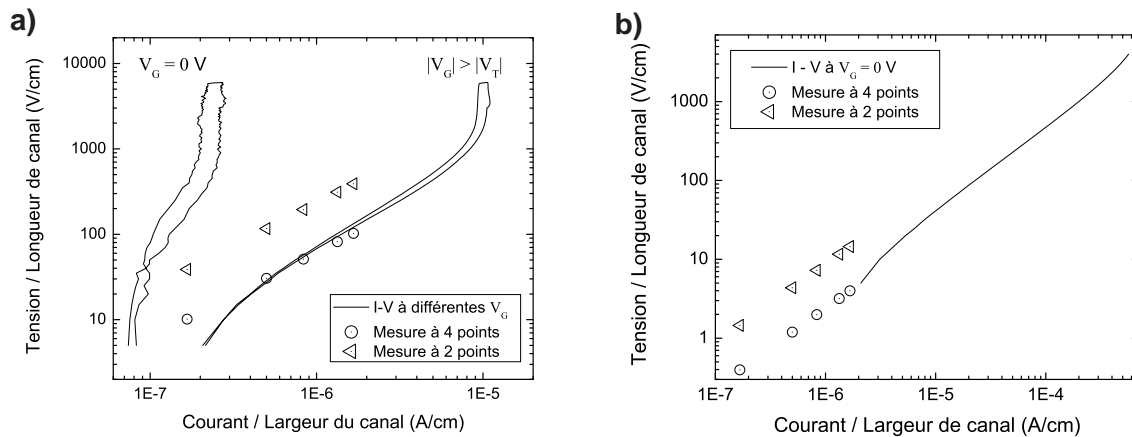 a)
V_G = 0 V
|V_G| > |V_T|
10000
1000
100
10
Tension / Longueur de canal (V/cm)
I-V à différentes V_G
Mesure à 4 points
Mesure à 2 points
1E-7
1E-6
1E-5
Courant / Largeur du canal (A/cm)
b)
I - V à V_G = 0 V
Mesure à 4 points
Mesure à 2 points
1000
100
10
1
Tension / Longueur de canal (V/cm)
1E-7
1E-6
1E-5
1E-4
Courant / Largeur de canal (A/cm)